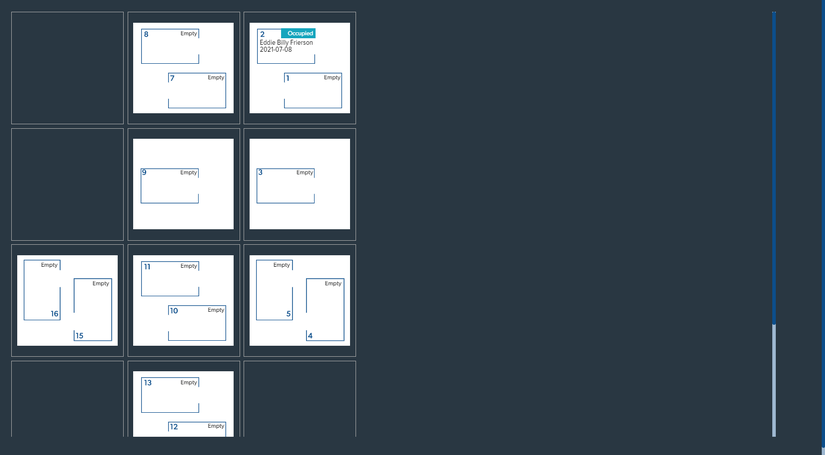 8 Empty
7 Empty
2 Occupied
Eddie Billy Frierson
2021-07-08
1 Empty
9 Empty
3 Empty
Empty
16
Empty
15
11 Empty
10 Empty
Empty
5
Empty
4
13 Empty
12 Empty